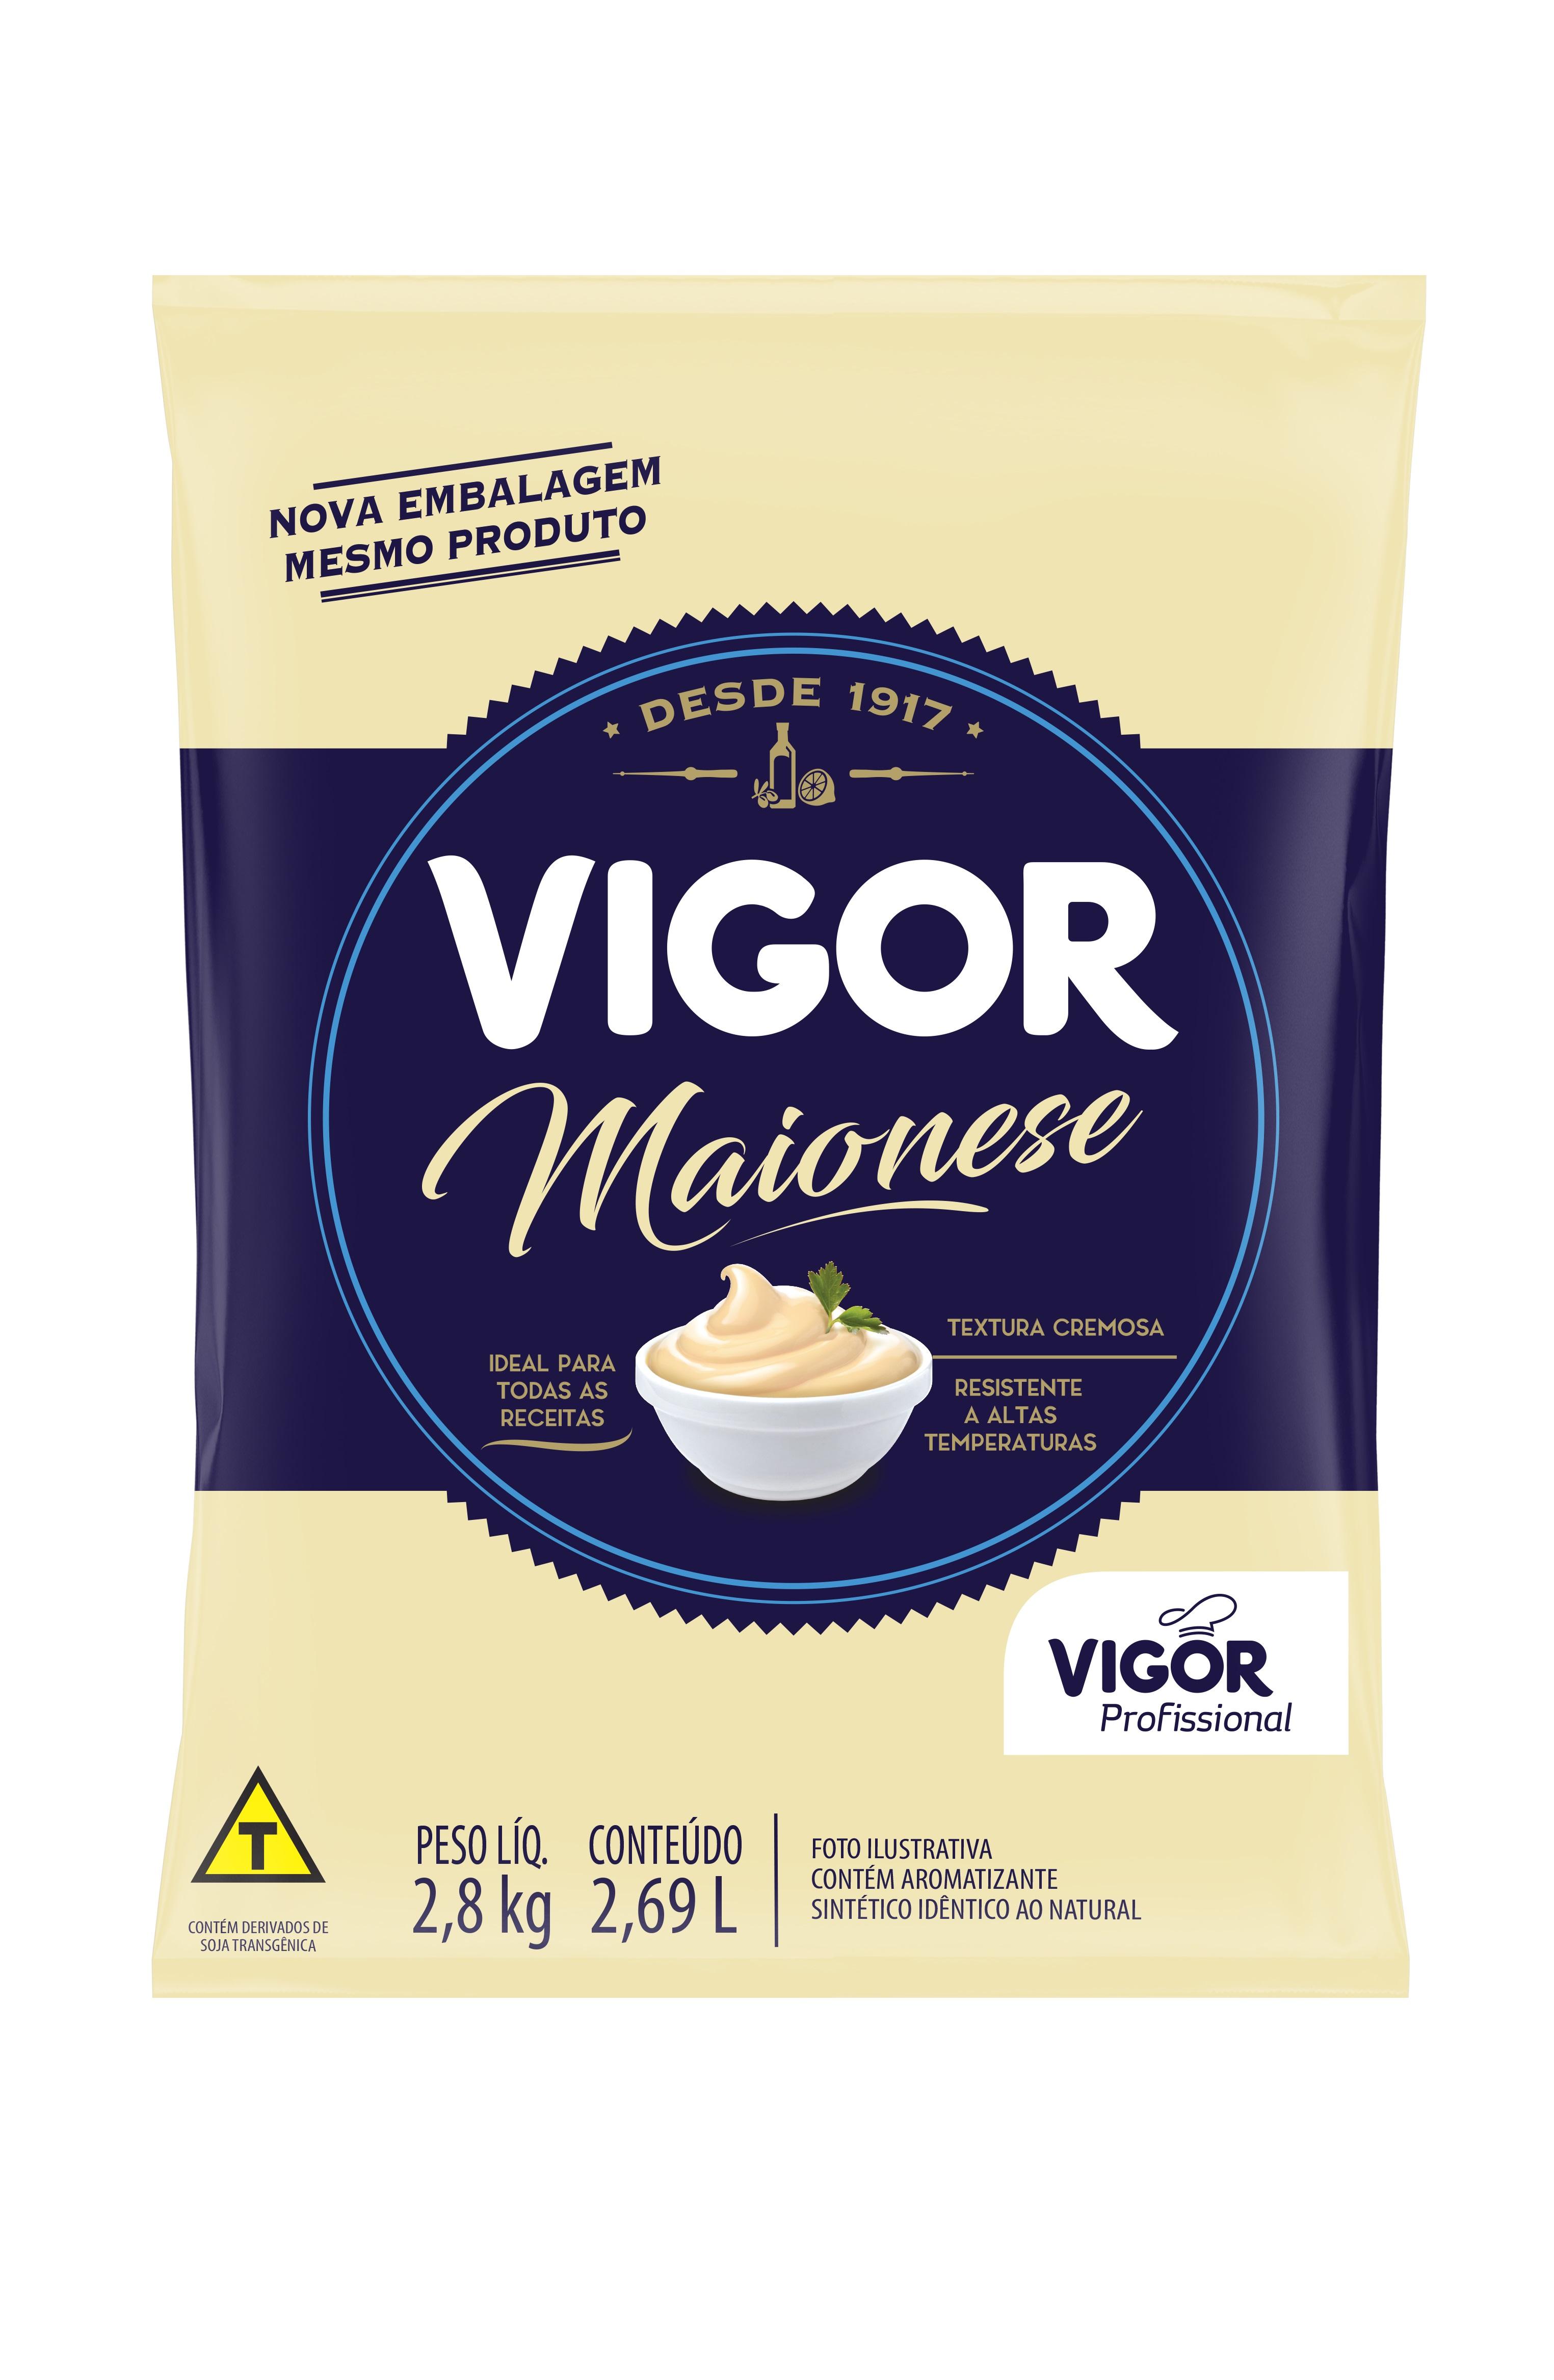 NOVA EMBALAGEM
MESMO PRODUTO
DESDE 1917
VIGOR
Maionese
IDEAL PARA
TODAS AS
RECEITAS
TEXTURA CREMOSA
RESISTENTE
A ALTAS
TEMPERATURAS
VIGOR
Profissional
T
CONTÉM DERIVADOS DE
SOJA TRANSGÊNICA
PESO LÍQ. CONTEÚDO
2,8 kg 2,69 L
FOTO ILUSTRATIVA
CONTÉM AROMATIZANTE
SINTÉTICO IDÊNTICO AO NATURAL